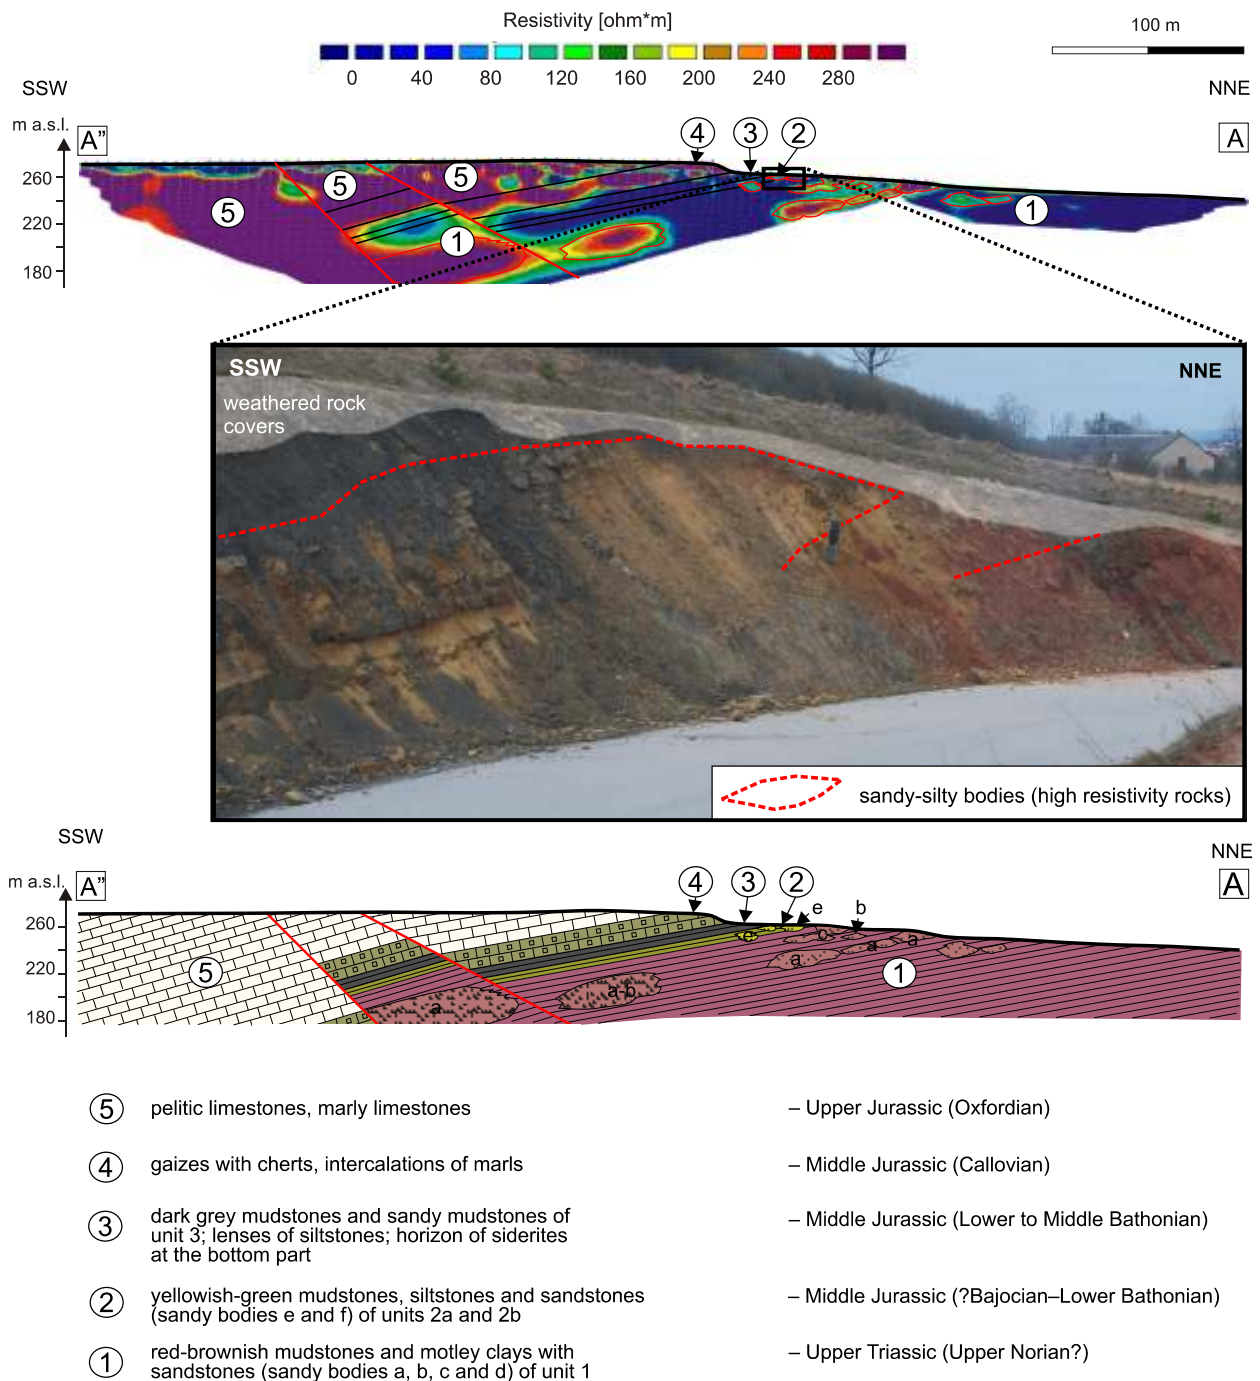 Resistivity [ohm*m]
100 m
0 40 80 120 160 200 240 280
SSW
NNE
m a.s.l.
A”
4 3 2
A
260
5 5 5
220
1 1
180
SSW
NNE
weathered rock
covers
sandy-silty bodies (high resistivity rocks)
SSW
NNE
m a.s.l.
A”
4 3 2
A
e b
260
e c a
a a
220
5
1
a-b
a
180
5 pelitic limestones, marly limestones – Upper Jurassic (Oxfordian)
4 gaizes with cherts, intercalations of marls – Middle Jurassic (Callovian)
3 dark grey mudstones and sandy mudstones of – Middle Jurassic (Lower to Middle Bathonian)
unit 3; lenses of siltstones; horizon of siderites
at the bottom part
2 yellowish-green mudstones, siltstones and sandstones – Middle Jurassic (?Bajocian–Lower Bathonian)
(sandy bodies e and f) of units 2a and 2b
1 red-brownish mudstones and motley clays with – Upper Triassic (Upper Norian?)
sandstones (sandy bodies a, b, c and d) of unit 1